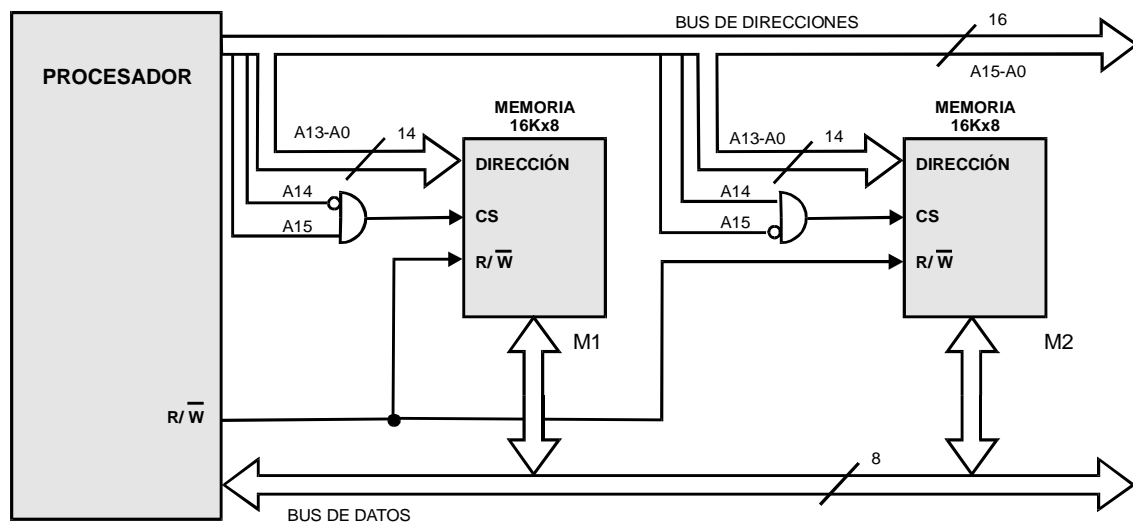 BUS DE DIRECCIONES
16
A15-A0
PROCESADOR
MEMORIA
16Kx8
A13-A0
14
DIRECCIÓN
A14
A15
CS
R/W̅
M1
MEMORIA
16Kx8
A13-A0
14
DIRECCIÓN
A14
A15
CS
R/W̅
M2
R/W̅
8
BUS DE DATOS